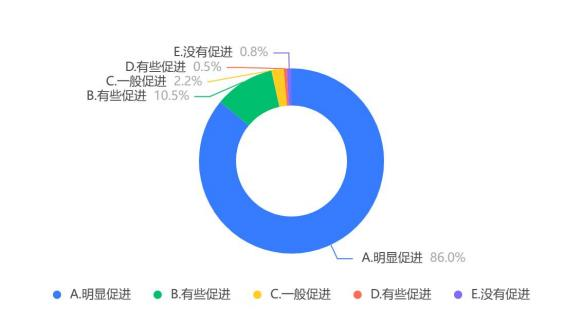 E.没有促进 0.8%
D.有些促进 0.5%
C.一般促进 2.2%
B.有些促进 10.5%
A.明显促进 86.0%
A.明显促进 B.有些促进 C.一般促进 D.有些促进 E.没有促进